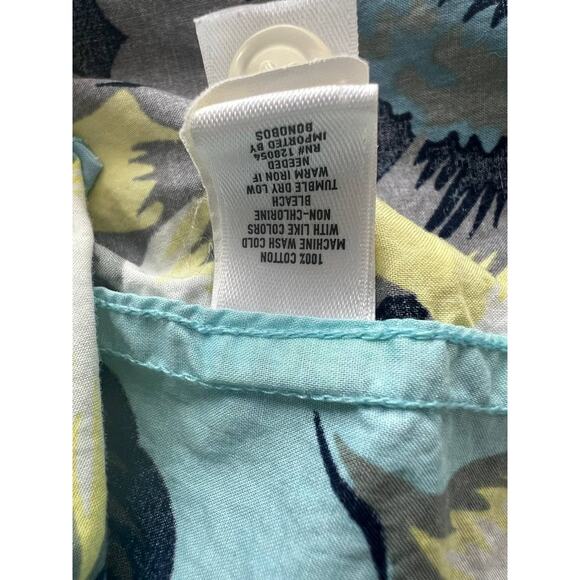 100% COTTON
MACHINE WASH COLD
WITH LIKE COLORS
NON-CHLORINE
BLEACH
TUMBLE DRY LOW
WARM IRON IF
NEEDED
RN# 128054
IMPORTED BY
BONOBOS